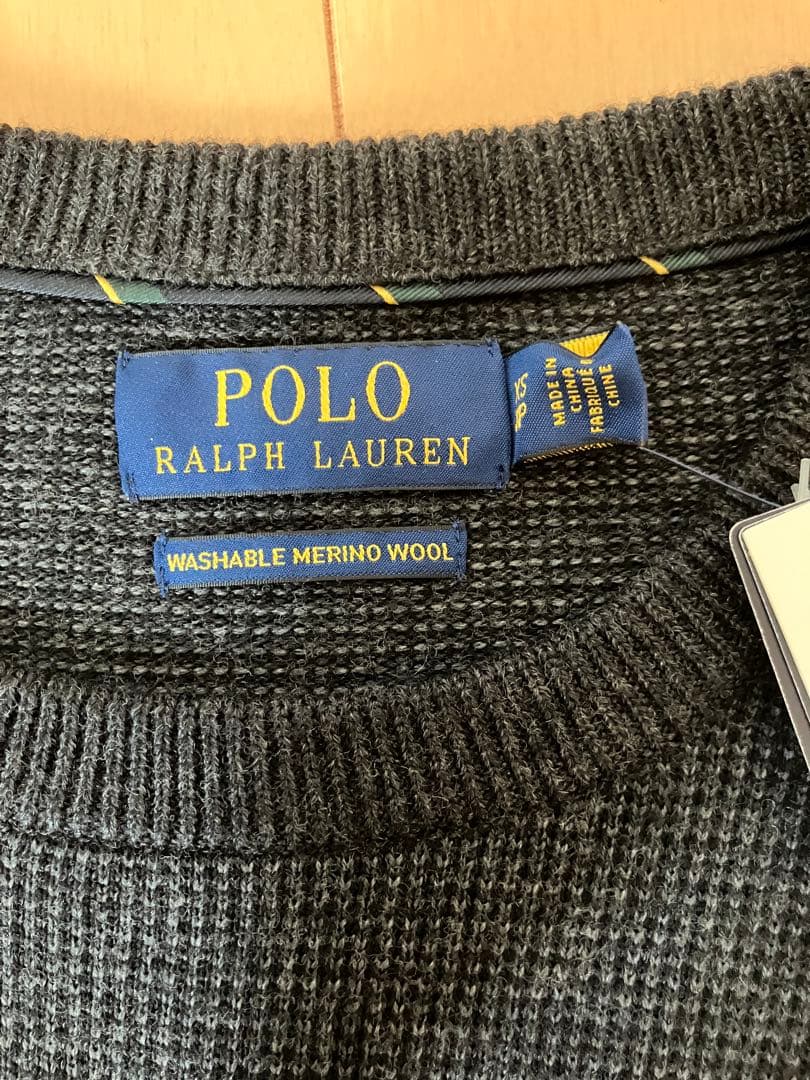 POLO
RALPH LAUREN
MADE IN
CHINA
FABRIQUÉ
CHINE
WASHABLE MERINO WOOL